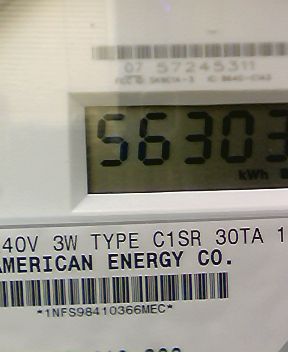 07 57245311
56303
kWh
40V 3W TYPE C1SR 30TA 1
AMERICAN ENERGY CO.
*1NFS98410366MEC*